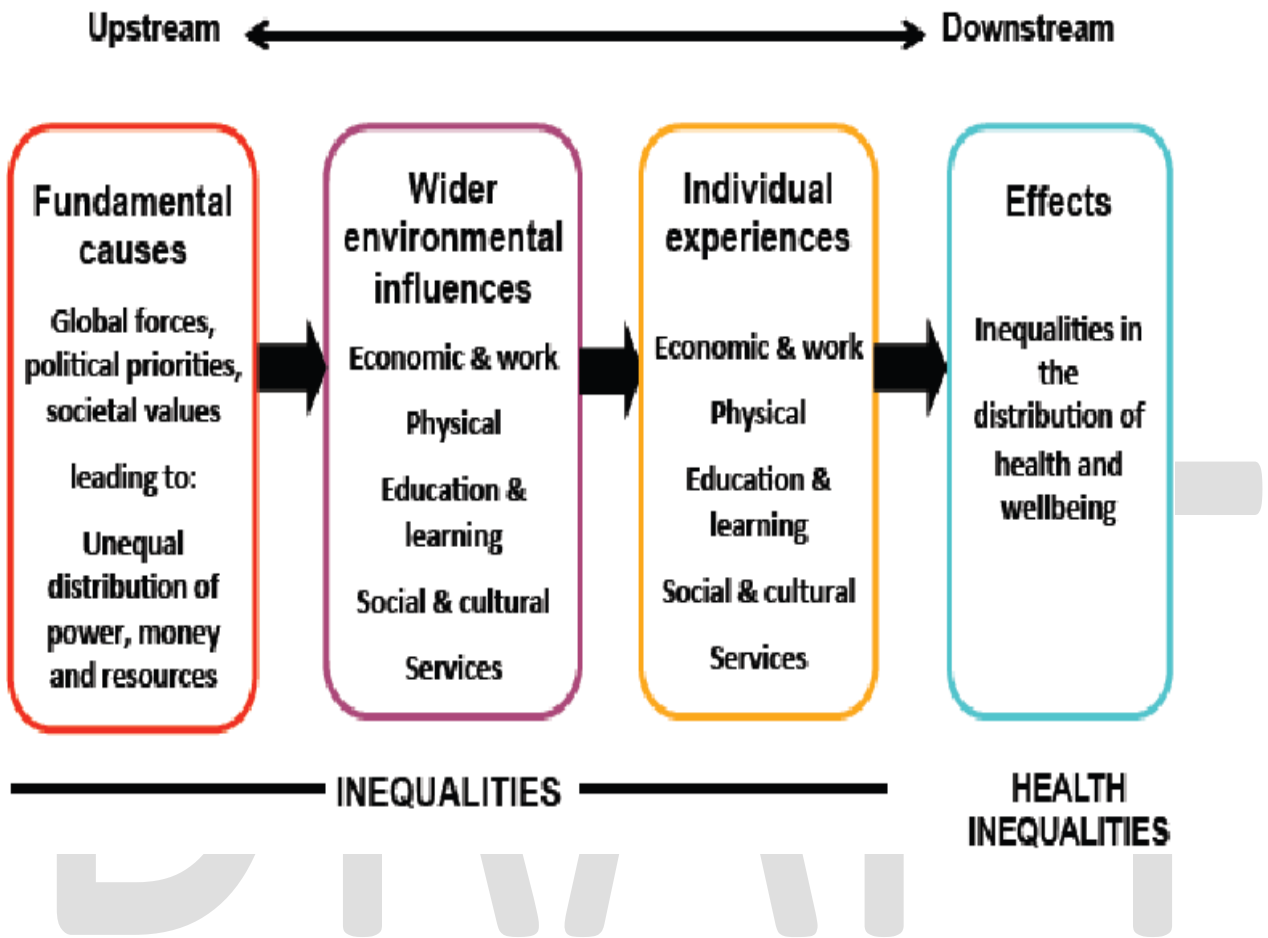 Upstream
Downstream
Fundamental
causes
Global forces,
political priorities,
societal values
leading to:
Unequal
distribution of
power, money
and resources
Wider
environmental
influences
Economic & work
Physical
Education &
learning
Social & cultural
Services
Individual
experiences
Economic & work
Physical
Education &
learning
Social & cultural
Services
Effects
Inequalities in
the
distribution of
health and
wellbeing
INEQUALITIES
HEALTH
INEQUALITIES